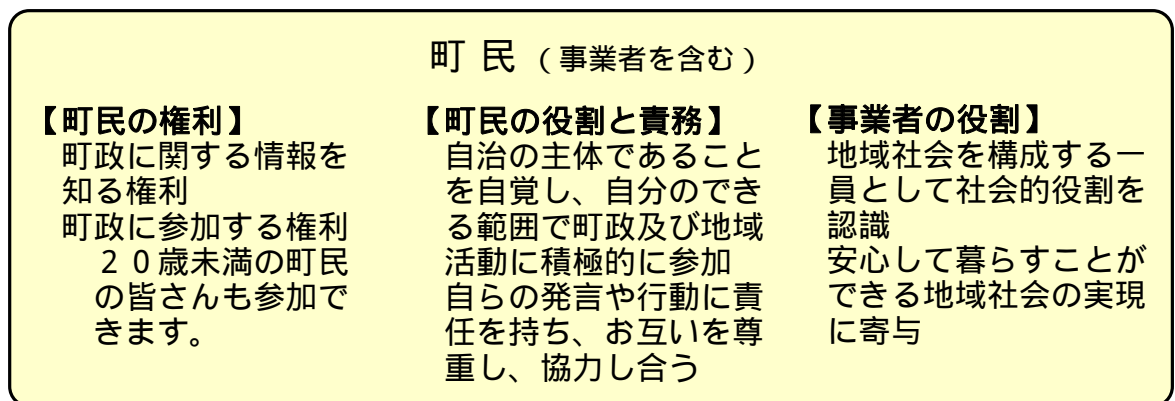 町 民 （事業者を含む）
【町民の権利】
町政に関する情報を
知る権利
町政に参加する権利
２０歳未満の町民
の皆さんも参加で
きます。
【町民の役割と責務】
自治の主体であること
を自覚し、自分のでき
る範囲で町政及び地域
活動に積極的に参加
自らの発言や行動に責
任を持ち、お互いを尊
重し、協力し合う
【事業者の役割】
地域社会を構成する一
員として社会的役割を
認識
安心して暮らすことが
できる地域社会の実現
に寄与